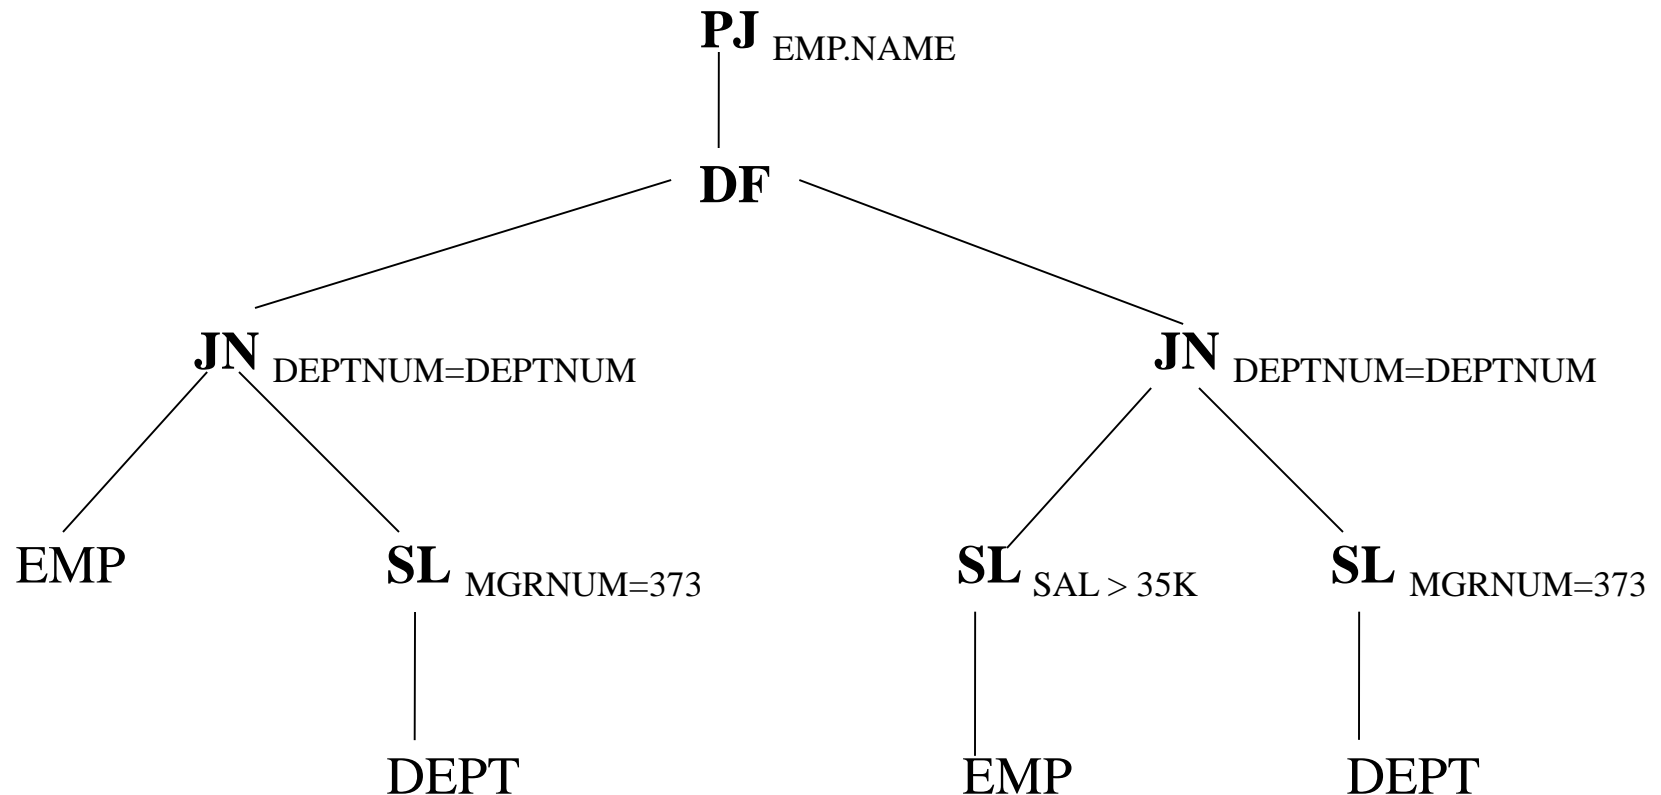 PJ EMP.NAME
DF
JN DEPTNUM=DEPTNUM JN DEPTNUM=DEPTNUM
EMP SL MGRNUM=373 SL SAL > 35K SL MGRNUM=373
DEPT EMP DEPT